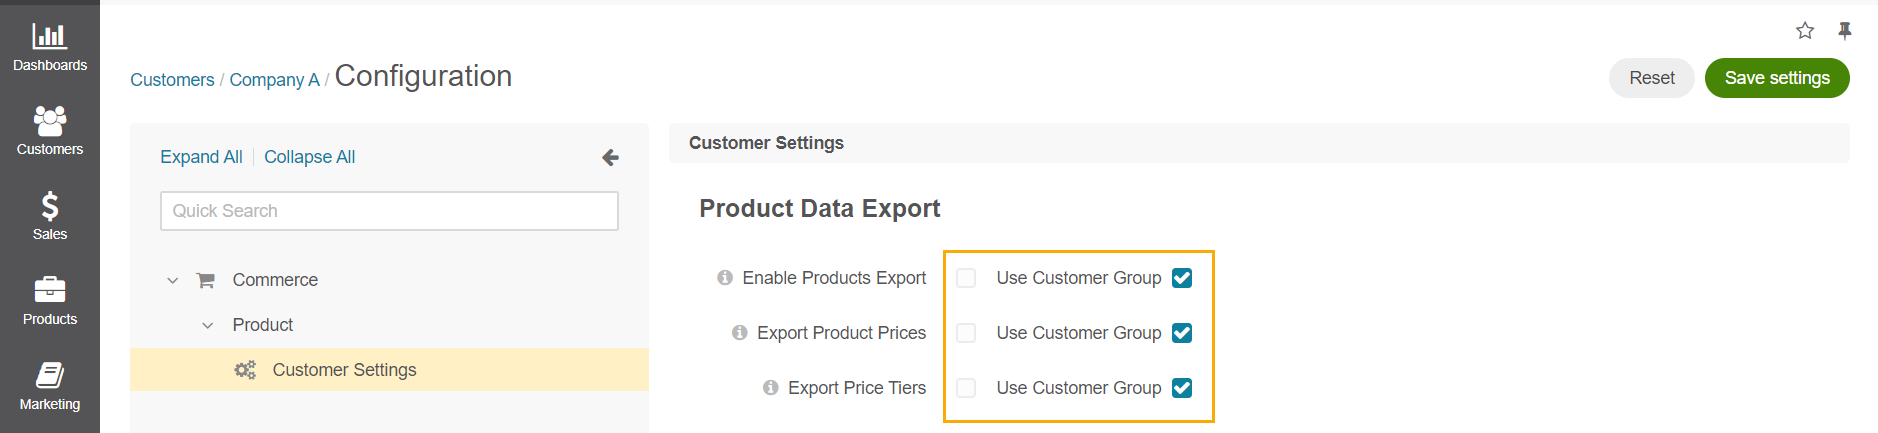 Dashboards
Customers
Sales
Products
Marketing
Customers / Company A / Configuration
Reset
Save settings
Expand All | Collapse All
Quick Search
Commerce
Product
Customer Settings
Customer Settings
Product Data Export
Enable Products Export Use Customer Group
Export Product Prices Use Customer Group
Export Price Tiers Use Customer Group